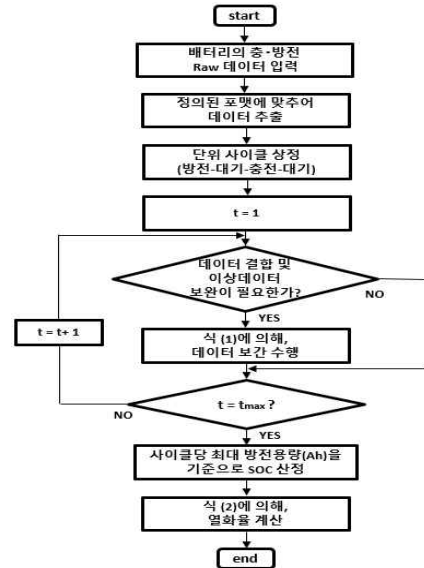 start
배터리의 충·방전
Raw 데이터 입력
정의된 포맷에 맞추어
데이터 추출
단위 사이클 상정
(방전-대기-충전-대기)
t = 1
데이터 결합 및
이상데이터
보완이 필요한가?
NO
YES
t = t+ 1
식 (1)에 의해,
데이터 보간 수행
t = tmax ?
NO
YES
사이클당 최대 방전용량(Ah)을
기준으로 SOC 산정
식 (2)에 의해,
열화율 계산
end